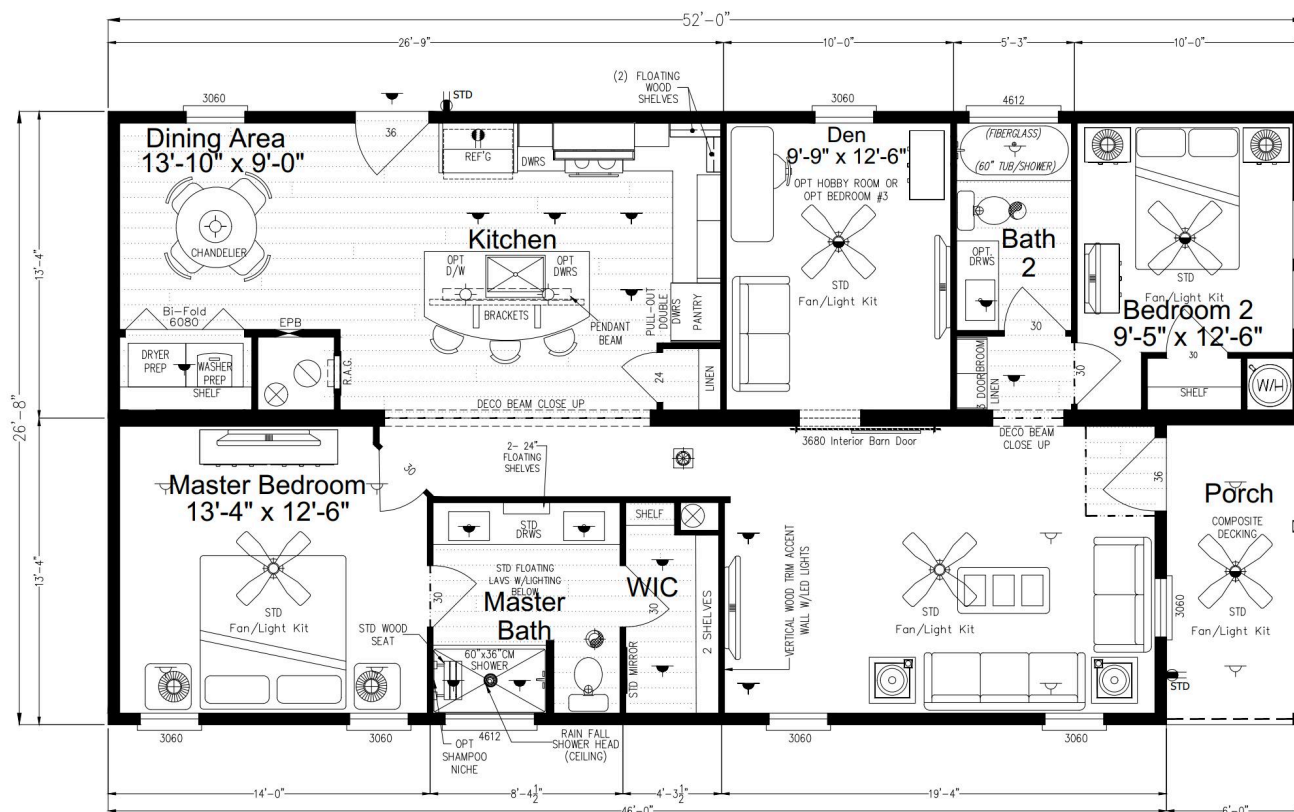 52'-0"
26'-9"
10'-0"
5'-3"
10'-0"
(2) FLOATING
WOOD
SHELVES
3060
STD
3060
4612
36
Dining Area
13'-10" x 9'-0"
REF'G
DWRS
Den
9'-9" x 12'-6"
OPT HOBBY ROOM OR
OPT BEDROOM #3
(FIBERGLASS)
(60" TUB/SHOWER)
CHANDELIER
Kitchen
OPT
D/W
OPT
DWRS
BRACKETS
PENDANT
BEAM
PULL-OUT
DOUBLE
DWRS
PANTRY
STD
Fan/Light Kit
Bath
2
OPT.
DRWS
30
STD
Fan/Light Kit
Bedroom 2
9'-5" x 12'-6"
13'-4"
26'-8"
13'-4"
Bi-Fold
6080
EPB
DRYER
PREP
WASHER
PREP
SHELF
R.A.G.
24
LINEN
3 DOOR
BROOM
LINEN
30
30
SHELF
W/H
DECO BEAM CLOSE UP
3680 Interior Barn Door
DECO BEAM
CLOSE UP
2- 24"
FLOATING
SHELVES
30
36
Master Bedroom
13'-4" x 12'-6"
STD
DRWS
SHELF
Porch
COMPOSITE
DECKING
STD FLOATING
LAVS W/LIGHTING
BELOW
WIC
30
30
Master
Bath
2 SHELVES
VERTICAL WOOD TRIM ACCENT
WALL W/LED LIGHTS
STD
Fan/Light Kit
STD
Fan/Light Kit
3060
STD
Fan/Light Kit
STD WOOD
SEAT
60"x36"CM
SHOWER
STD MIRROR
STD
3060
3060
4612
3060
3060
OPT
SHAMPOO
NICHE
RAIN FALL
SHOWER HEAD
(CEILING)
14'-0"
8'-4½"
4'-3½"
19'-4"
46'-0"
6'-0"